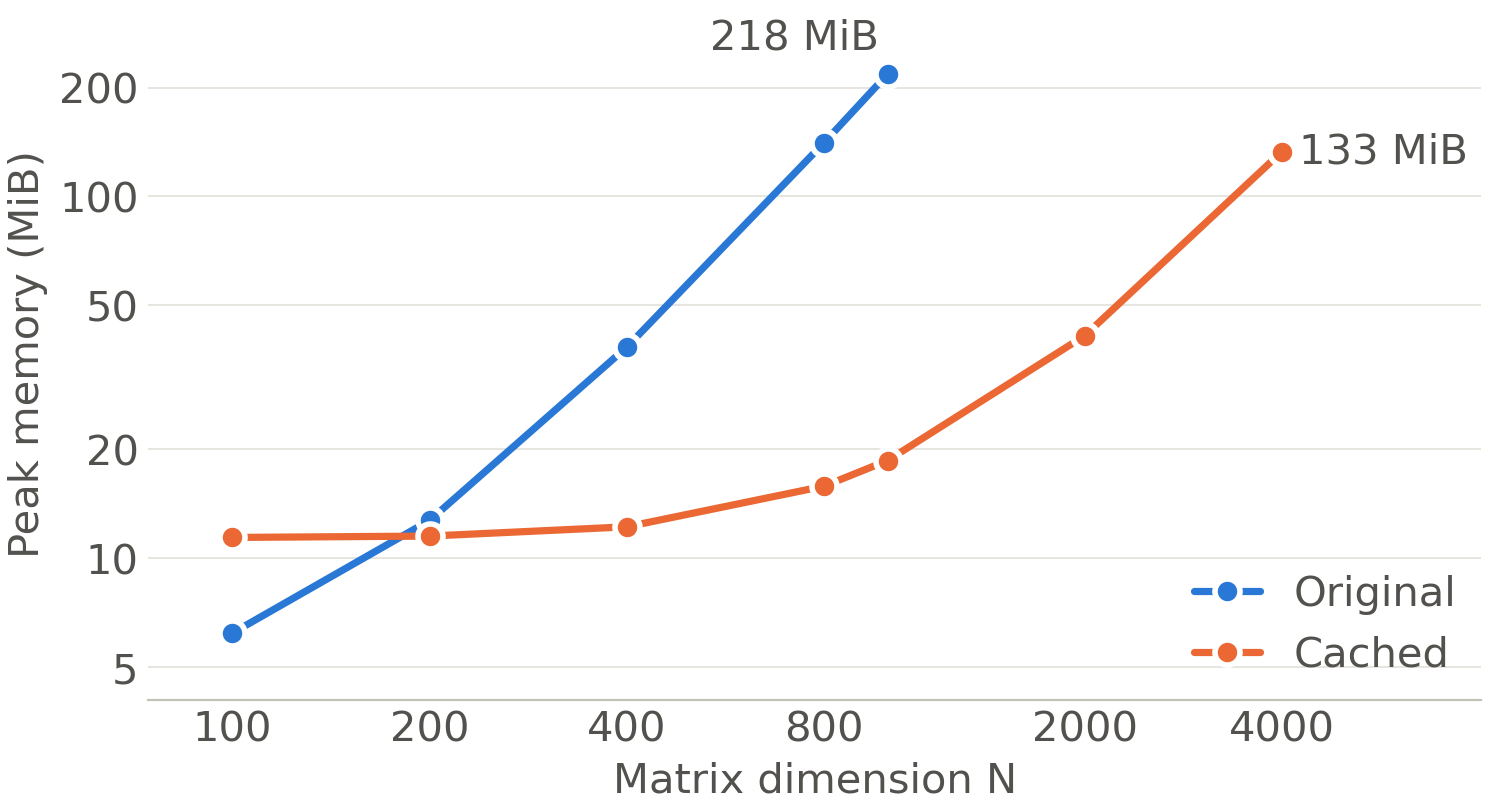 218 MiB
133 MiB
Peak memory (MiB)
200
100
50
20
10
5
Original
Cached
100 200 400 800 2000 4000
Matrix dimension N